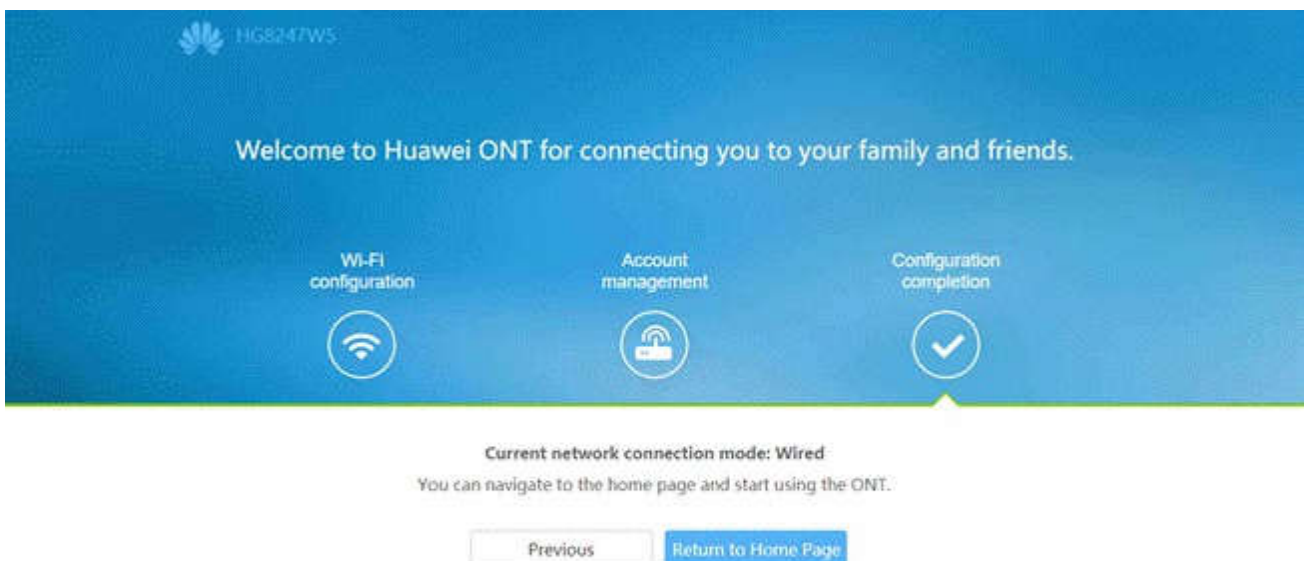 HG8247W5
Welcome to Huawei ONT for connecting you to your family and friends.
Wi-Fi
configuration
Account
management
Configuration
completion
Current network connection mode: Wired
You can navigate to the home page and start using the ONT.
Previous
Return to Home Page